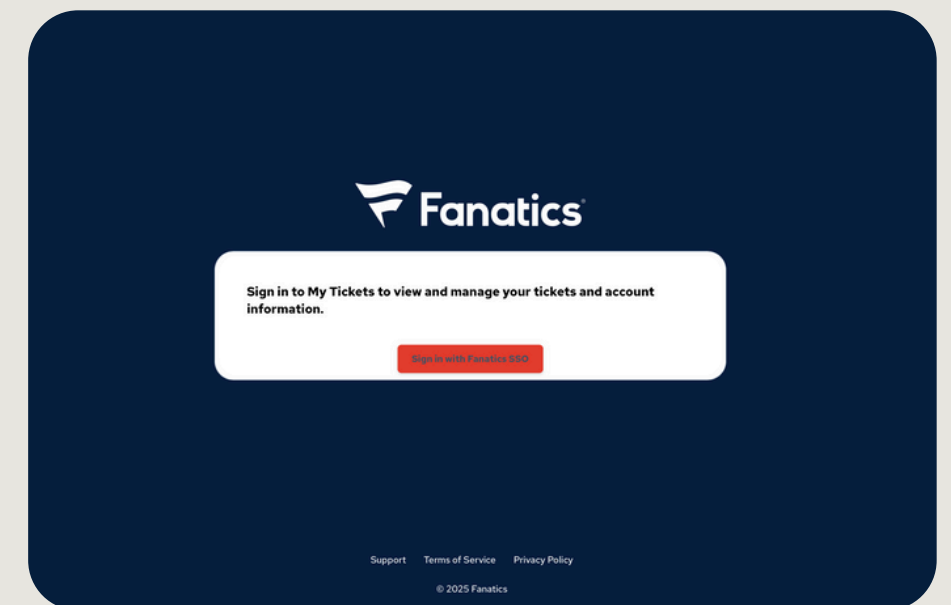 Fanatics
Sign in to My Tickets to view and manage your tickets and account
information.
Sign in with Fanatics SSO
Support Terms of Service Privacy Policy
© 2025 Fanatics